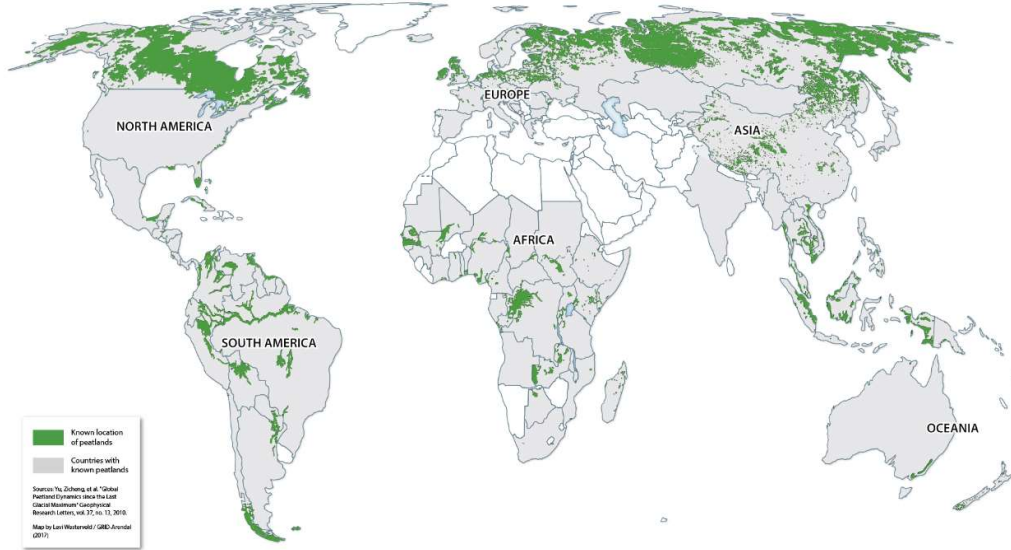 NORTH AMERICA
EUROPE
ASIA
AFRICA
SOUTH AMERICA
OCEANIA
Known location
of peatlands
Countries with
known peatlands
Sources: Yu, Zicheng, et al. "Global
Peatland Dynamics since the Last
Glacial Maximum" Geophysical
Research Letters, vol. 37, no. 13, 2010.
Map by Levi Westerveld / GRID-Arendal
(2017)